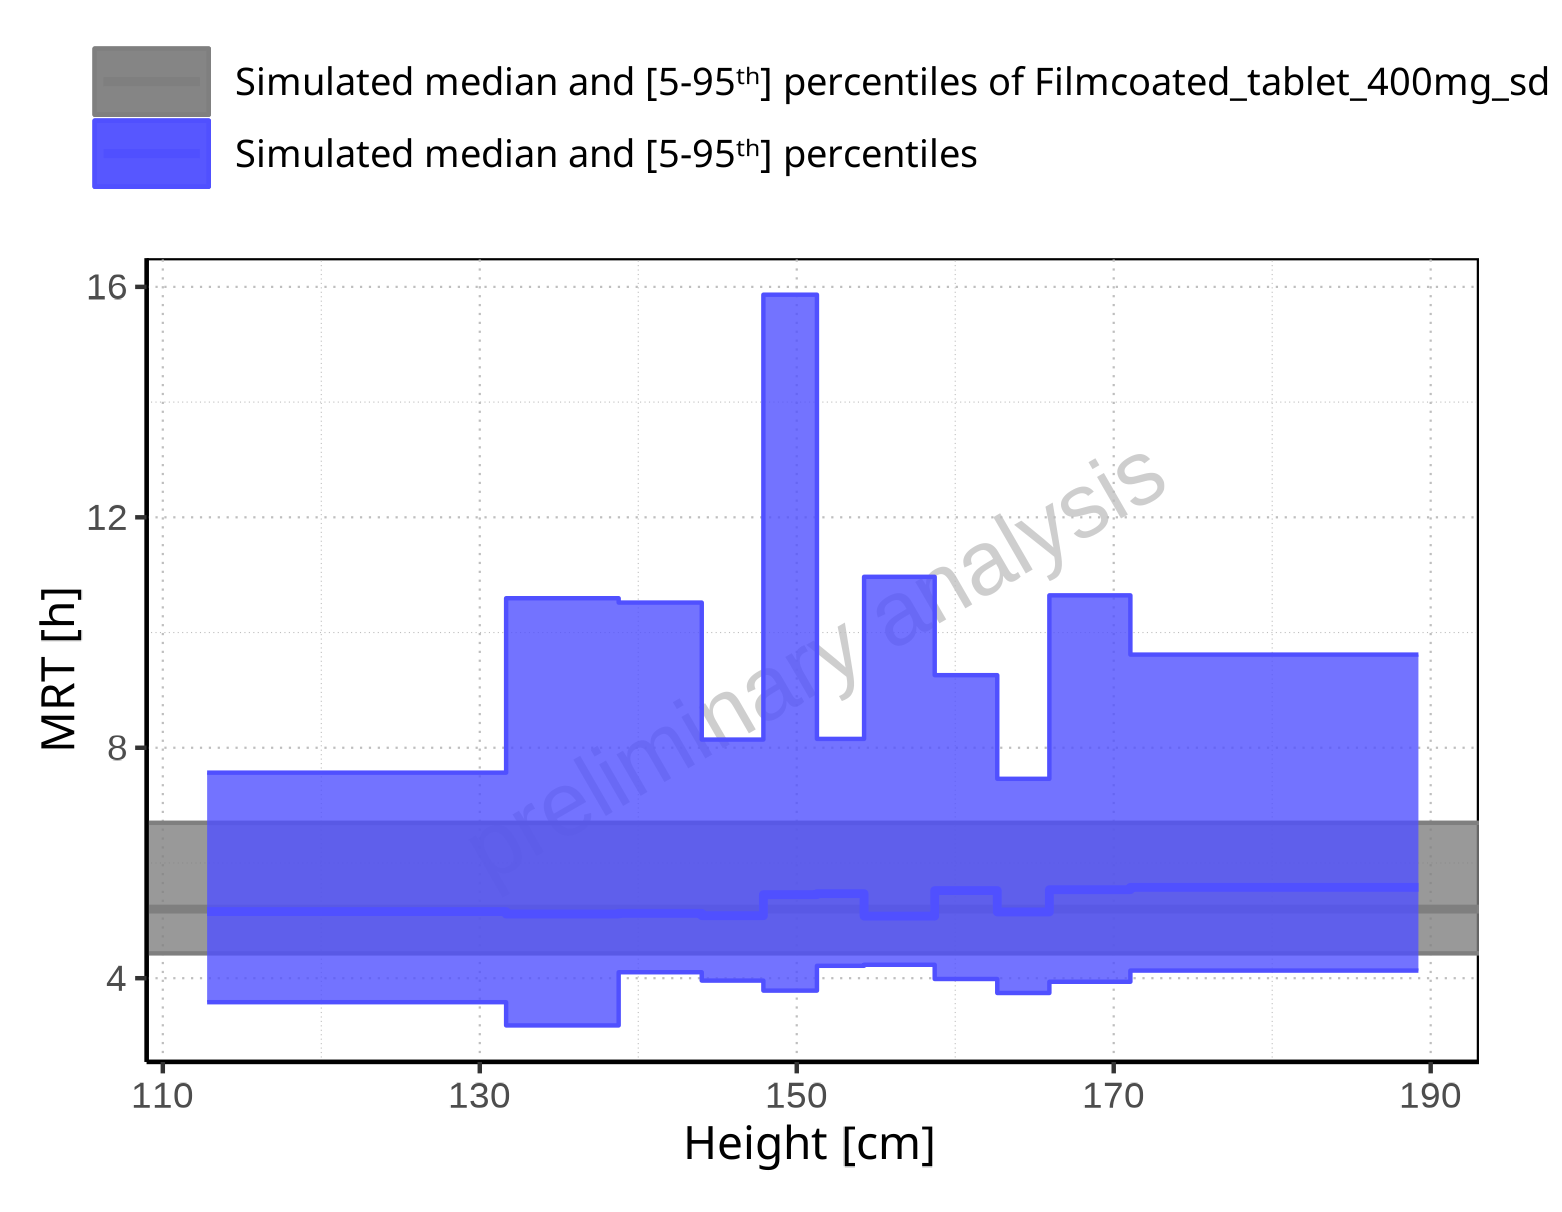 Simulated median and [5-95ᵗʰ] percentiles of Filmcoated_tablet_400mg_sd
Simulated median and [5-95ᵗʰ] percentiles
16
12
8
4
MRT [h]
preliminary analysis
110 130 150 170 190
Height [cm]